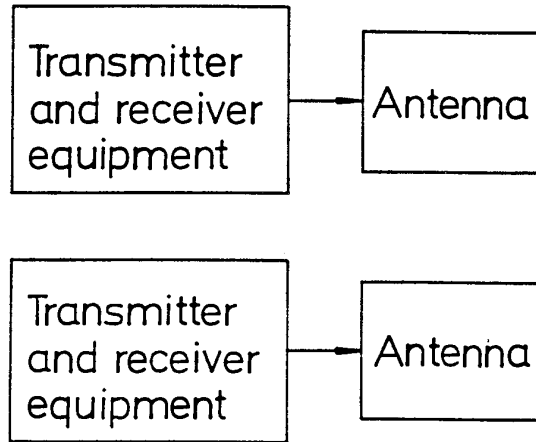 Transmitter
and receiver
equipment
Antenna
Transmitter
and receiver
equipment
Antenna